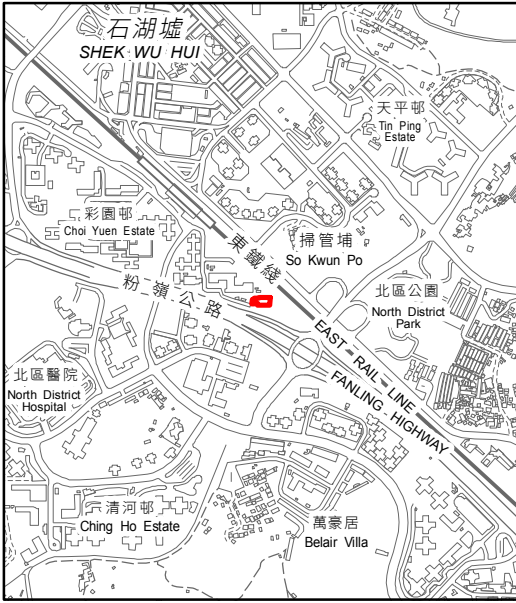 石湖墟
SHEK WU HUI
天平邨
Tin Ping
Estate
彩園邨
Choi Yuen Estate
東鐵綫
掃管埔
So Kwun Po
粉嶺公路
北區公園
North District
Park
EAST RAIL LINE
FANLING HIGHWAY
北區醫院
North District
Hospital
清河邨
Ching Ho Estate
萬豪居
Belair Villa